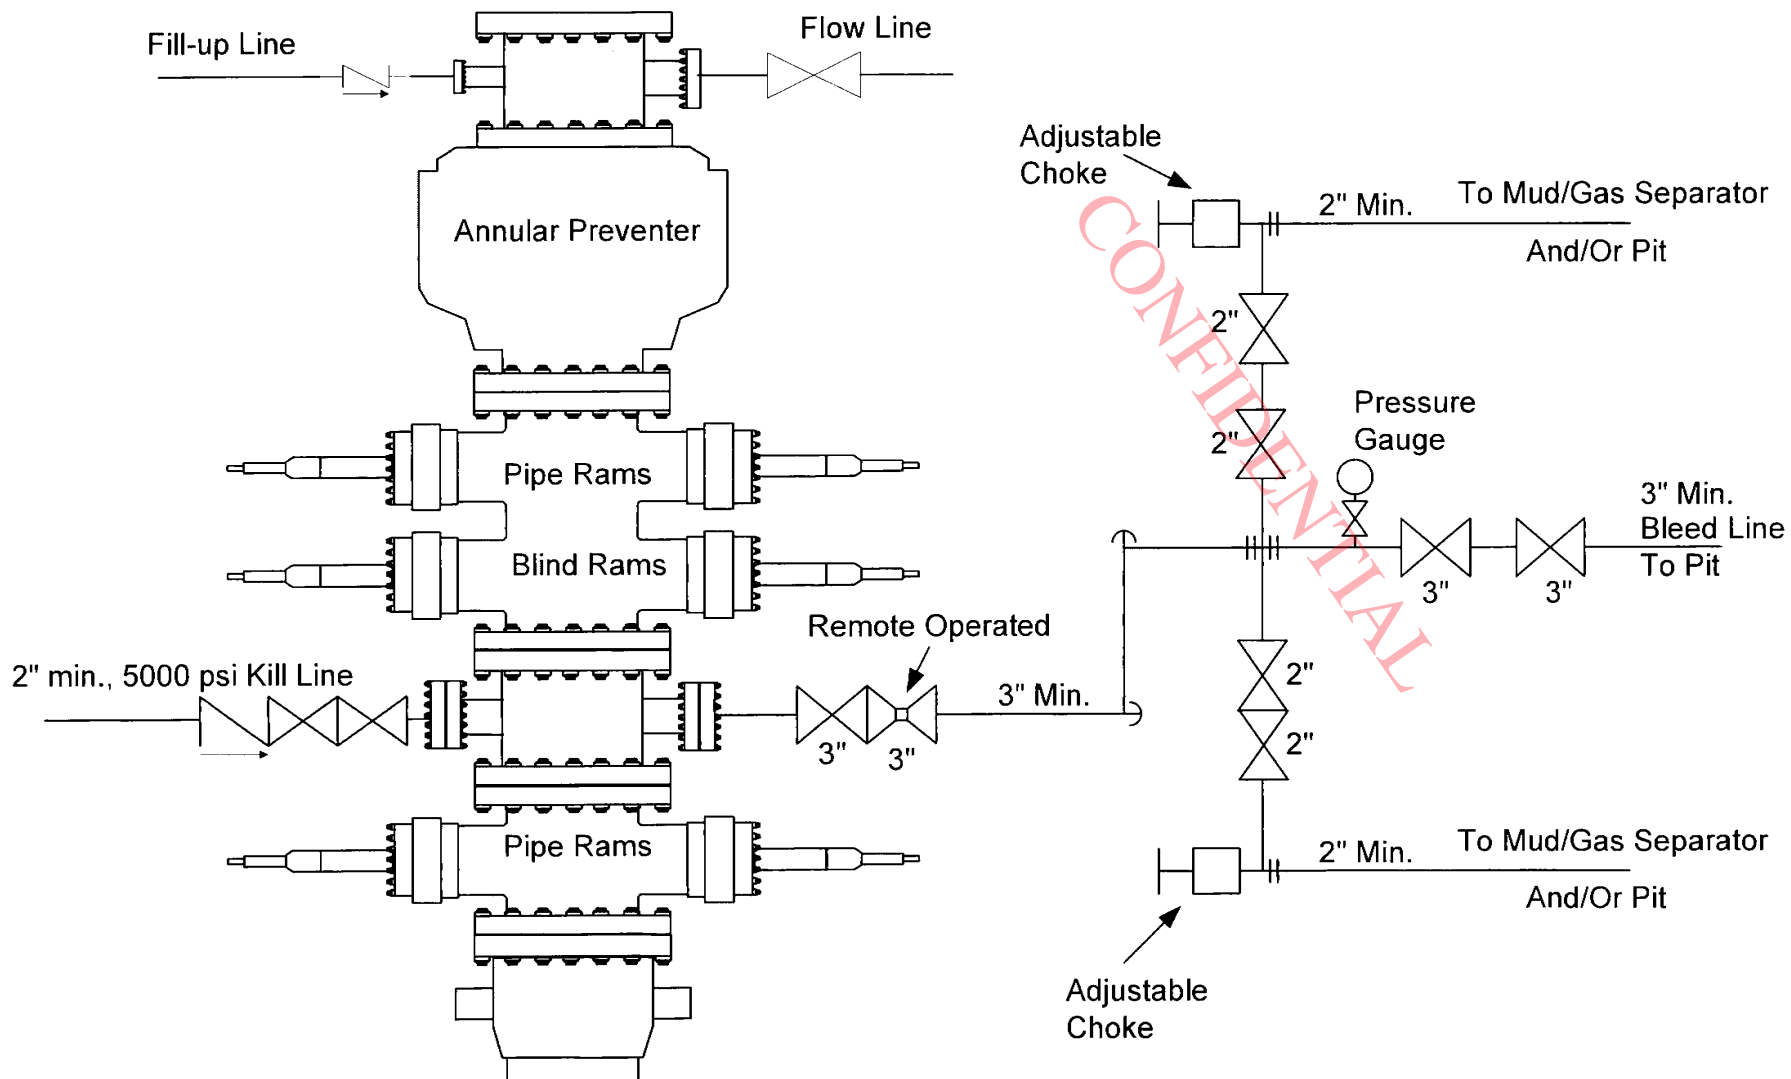 Fill-up Line
Flow Line
Annular Preventer
Pipe Rams
Blind Rams
2" min., 5000 psi Kill Line
Remote Operated
3"
3"
3" Min.
Pipe Rams
Adjustable
Choke
2" Min.
To Mud/Gas Separator
And/Or Pit
2"
2"
Pressure
Gauge
3" Min.
Bleed Line
To Pit
3"
3"
2"
2"
2" Min.
To Mud/Gas Separator
And/Or Pit
Adjustable
Choke
CONFIDENTIAL